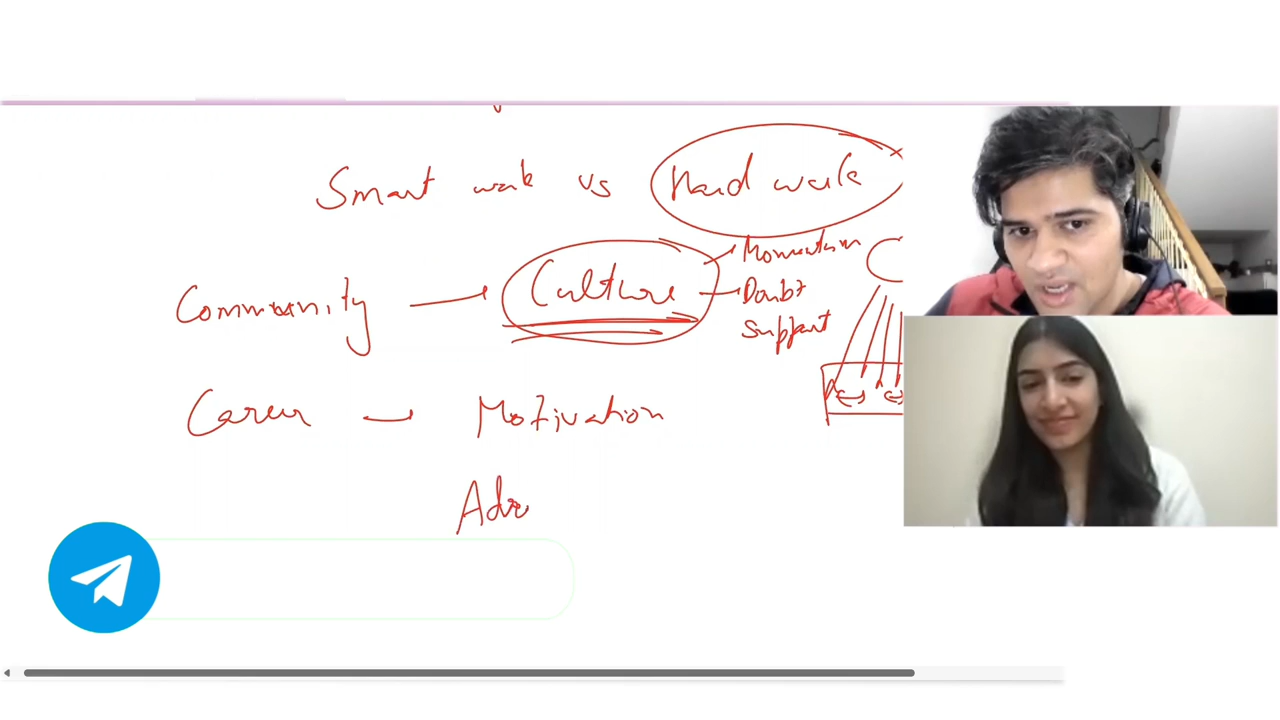 Smart work vs Hard work
Momentum
Community — Culture
Doubt
Support
Career — Motivation
Adv